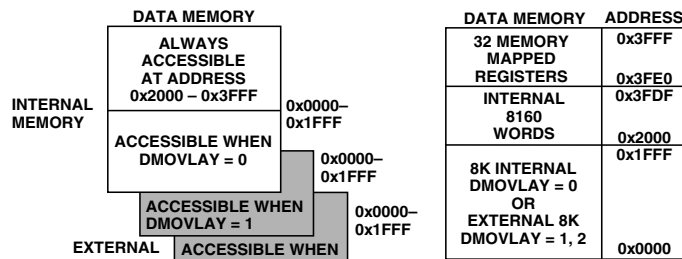 DATA MEMORY
ALWAYS
ACCESSIBLE
AT ADDRESS
0x2000 – 0x3FFF
INTERNAL
MEMORY
0x0000–
0x1FFF
ACCESSIBLE WHEN
DMOVLAY = 0
0x0000–
0x1FFF
ACCESSIBLE WHEN
DMOVLAY = 1
0x0000–
0x1FFF
EXTERNAL
ACCESSIBLE WHEN
DATA MEMORY ADDRESS
32 MEMORY
MAPPED
REGISTERS
0x3FFF
0x3FE0
INTERNAL
8160
WORDS
0x3FDF
0x2000
8K INTERNAL
DMOVLAY = 0
OR
EXTERNAL 8K
DMOVLAY = 1, 2
0x1FFF
0x0000